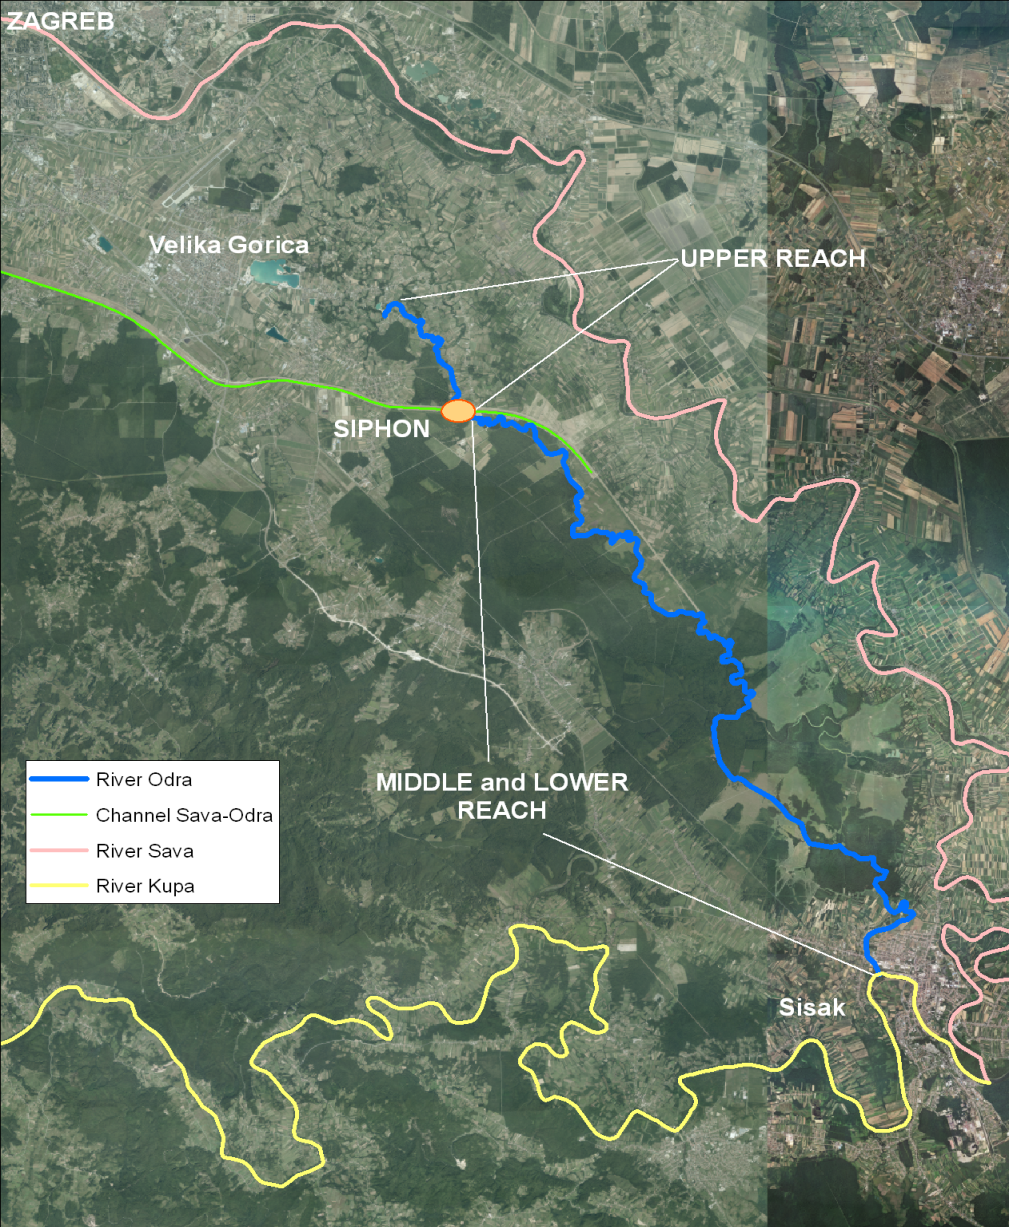 ZAGREB
Velika Gorica
UPPER REACH
SIPHON
MIDDLE and LOWER
REACH
River Odra
Channel Sava-Odra
River Sava
River Kupa
Sisak